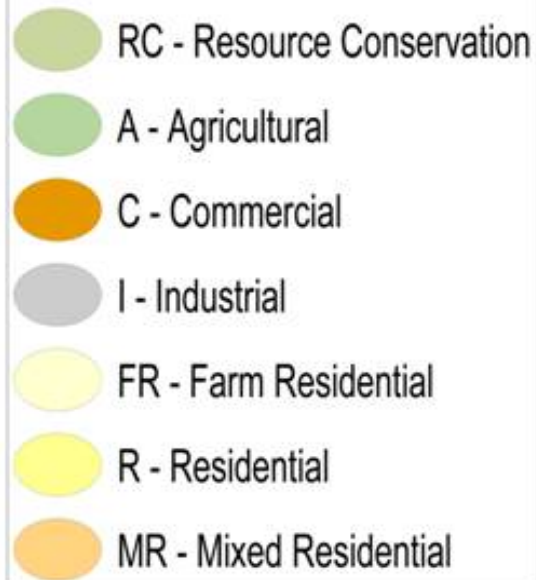 RC - Resource Conservation
A - Agricultural
C - Commercial
I - Industrial
FR - Farm Residential
R - Residential
MR - Mixed Residential